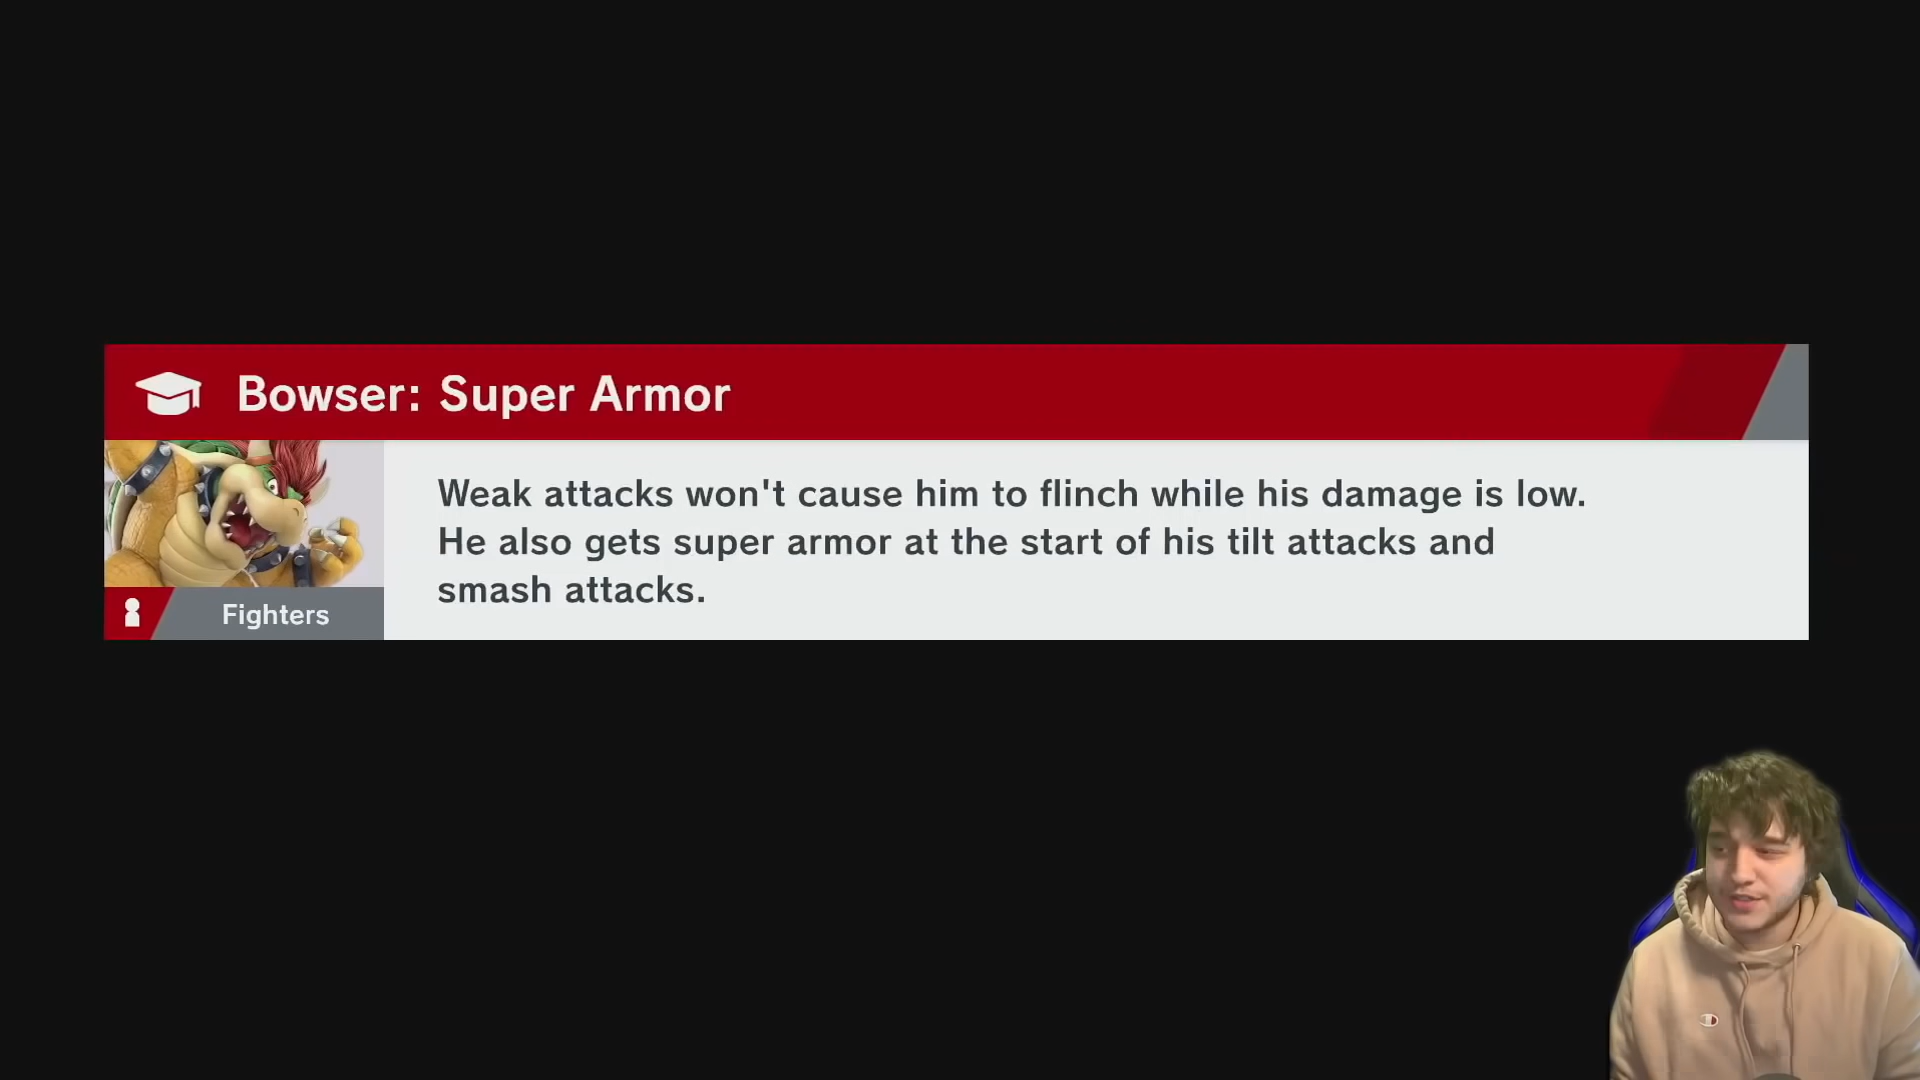 Bowser: Super Armor
Weak attacks won't cause him to flinch while his damage is low.
He also gets super armor at the start of his tilt attacks and
smash attacks.
Fighters